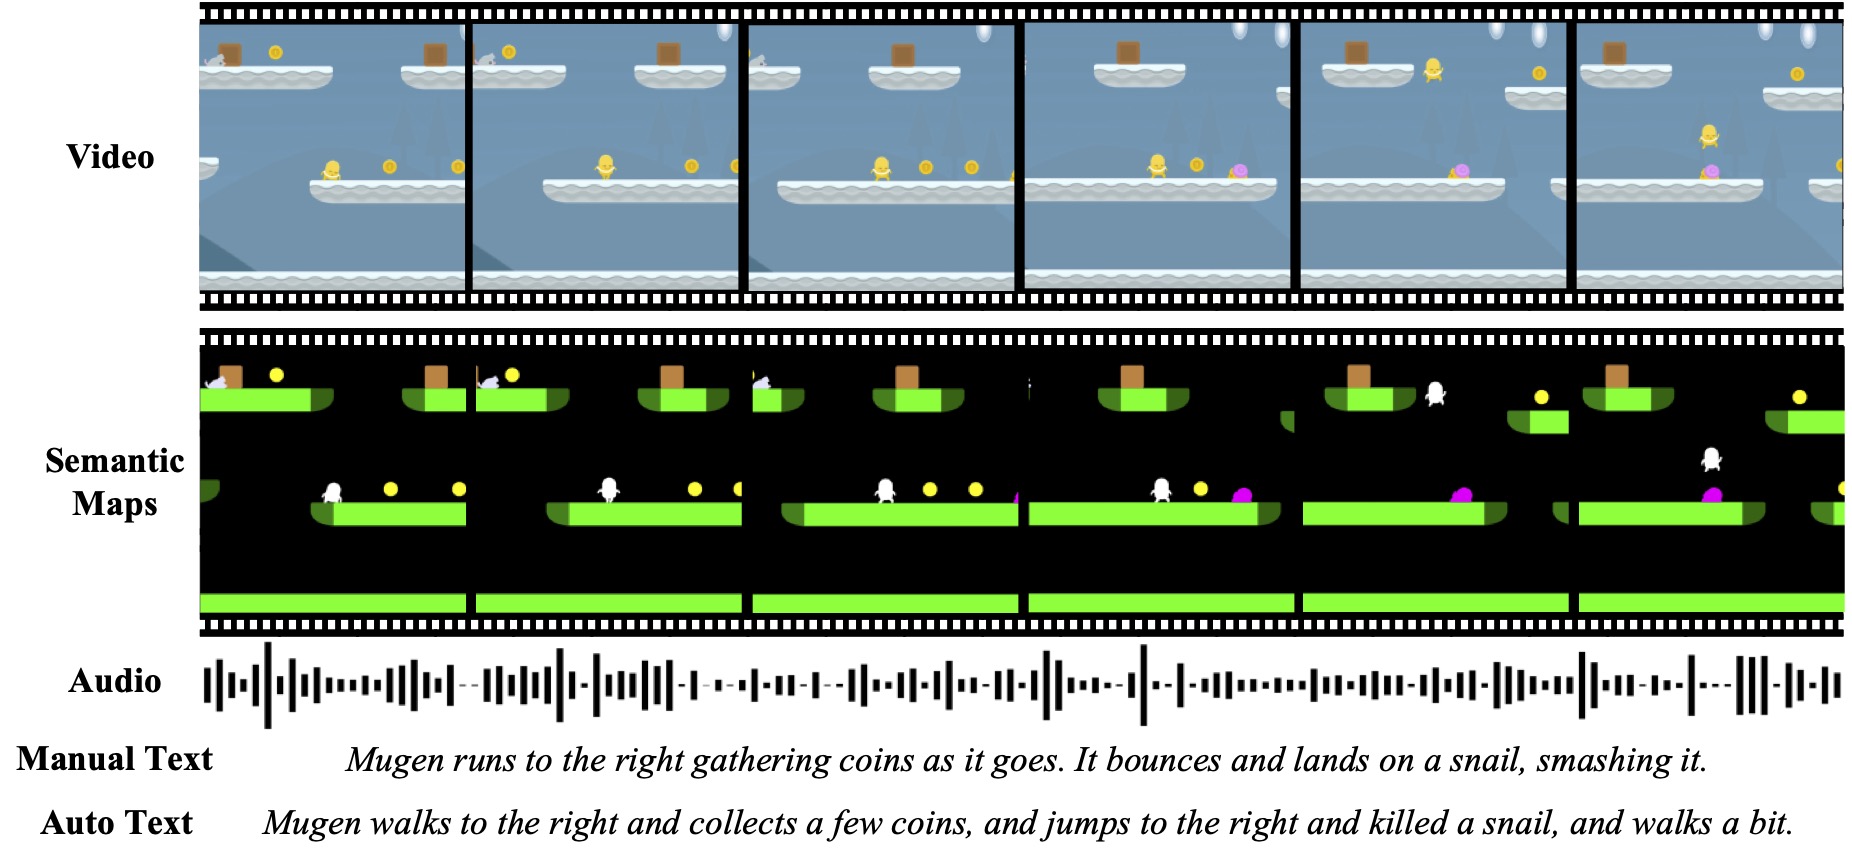 Video
Semantic
Maps
Audio
Manual Text Mugen runs to the right gathering coins as it goes. It bounces and lands on a snail, smashing it.
Auto Text Mugen walks to the right and collects a few coins, and jumps to the right and killed a snail, and walks a bit.